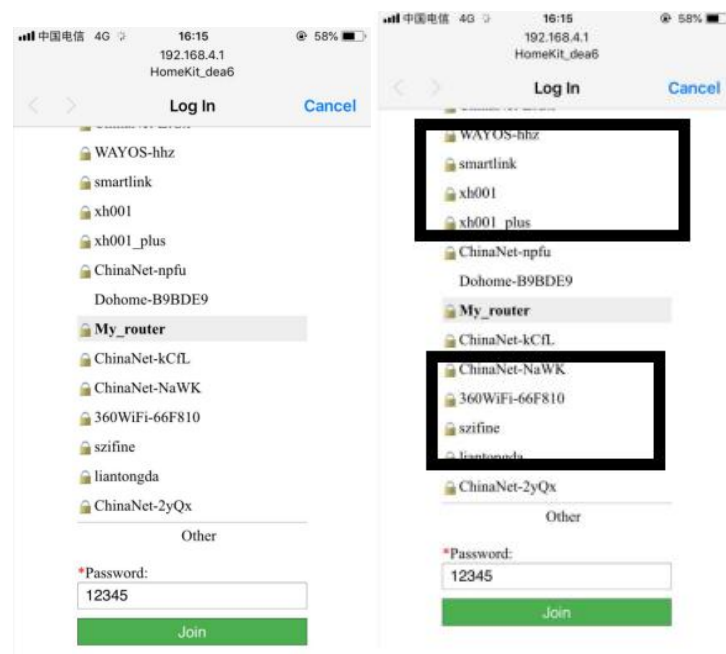 中国电信 4G 16:15 58%
192.168.4.1
HomeKit_dea6
Log In Cancel
WAYOS-hhz
smartlink
xh001
xh001_plus
ChinaNet-npfu
Dohome-B9BDE9
My_router
ChinaNet-kCfL
ChinaNet-NaWK
360WiFi-66F810
szifine
liantongda
ChinaNet-2yQx
Other
*Password:
12345
Join
中国电信 4G 16:15 58%
192.168.4.1
HomeKit_dea6
Log In Cancel
WAYOS-hhz
smartlink
xh001
xh001_plus
ChinaNet-npfu
Dohome-B9BDE9
My_router
ChinaNet-kCfL
ChinaNet-NaWK
360WiFi-66F810
szifine
liantongda
ChinaNet-2yQx
Other
*Password:
12345
Join